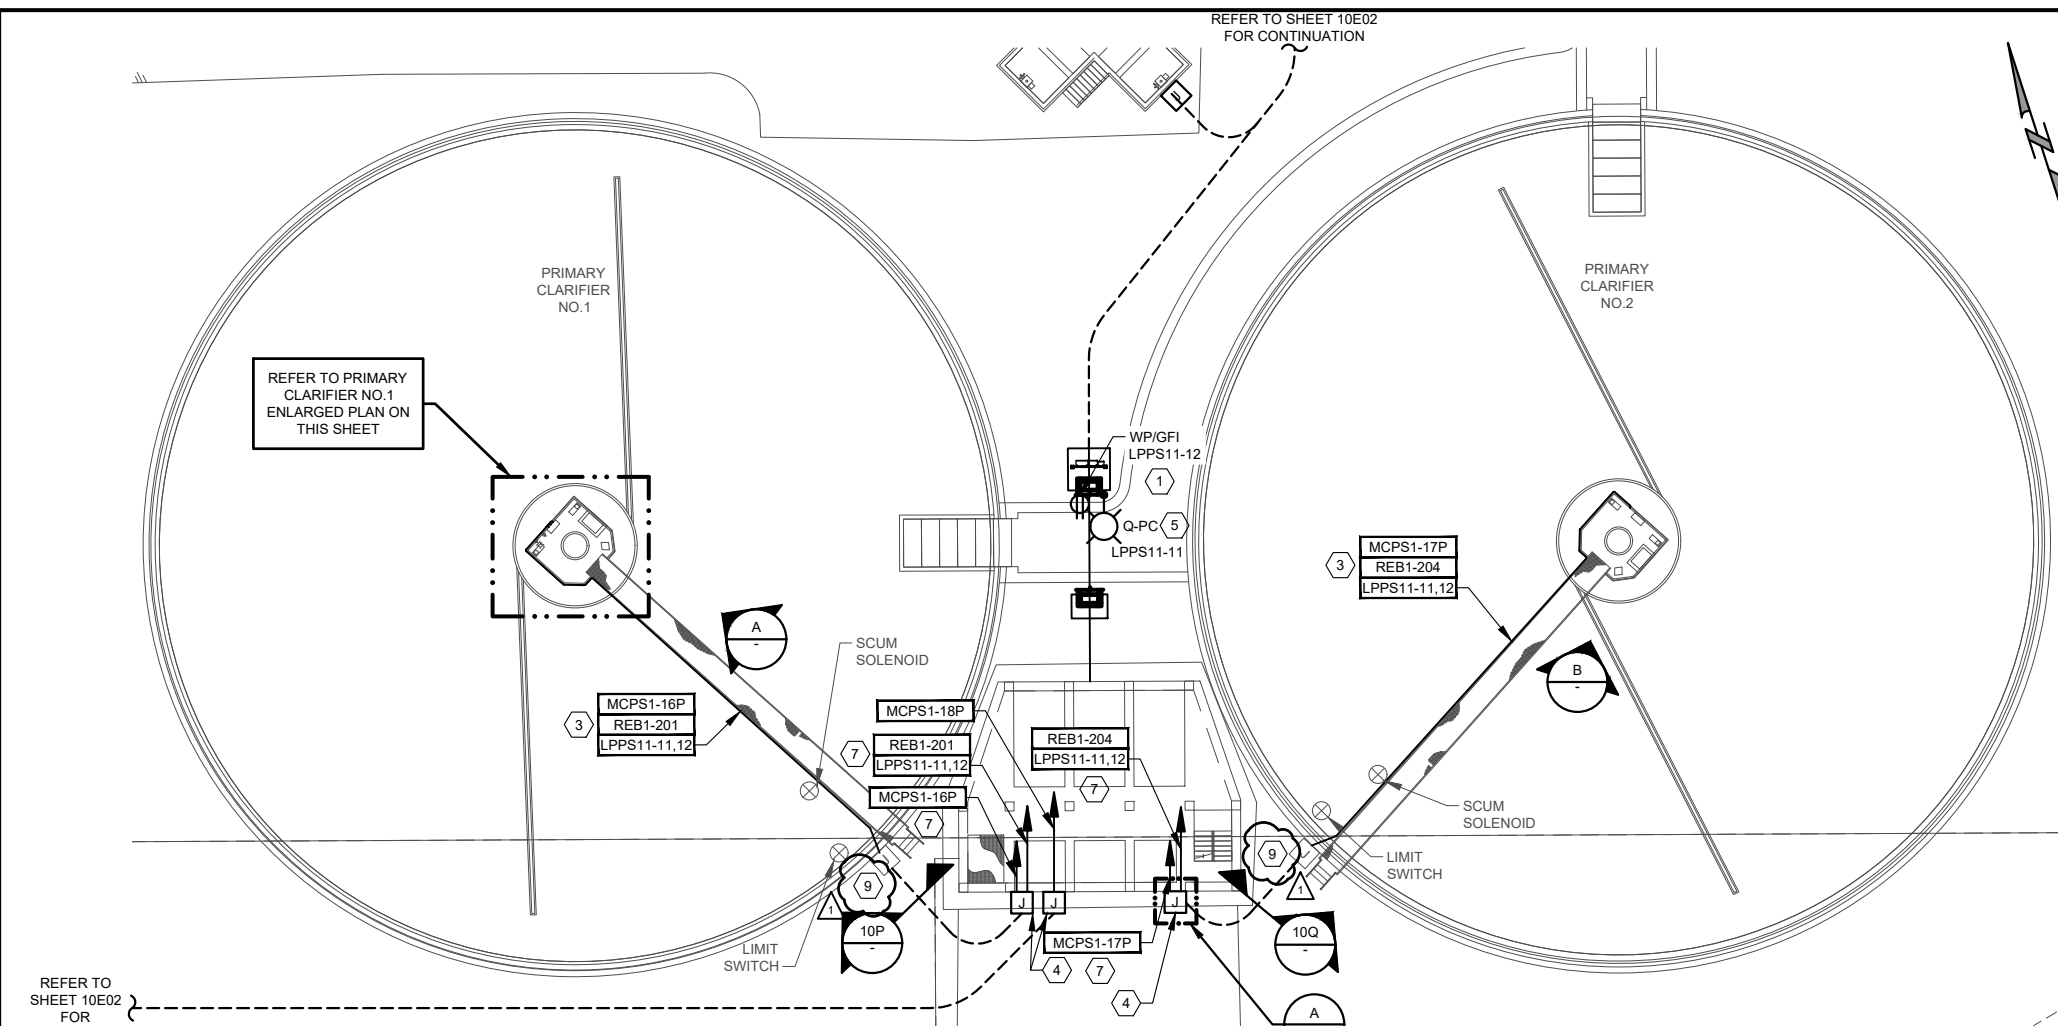 REFER TO SHEET 10E02
FOR CONTINUATION
J
N
PRIMARY
CLARIFIER
NO.1
PRIMARY
CLARIFIER
NO.2
REFER TO PRIMARY
CLARIFIER NO.1
ENLARGED PLAN ON
THIS SHEET
WP/GFI
LPPS11-12
1
Q-PC
5
LPPS11-11
3
MCPS1-17P
REB1-204
LPPS11-11,12
A
-
SCUM
SOLENOID
B
-
3
MCPS1-16P
REB1-201
LPPS11-11,12
MCPS1-18P
7
REB1-201
LPPS11-11,12
REB1-204
LPPS11-11,12
7
MCPS1-16P
7
SCUM
SOLENOID
9
1
LIMIT
SWITCH
9
1
LIMIT
SWITCH
10P
-
J
J
J
MCPS1-17P
4
7
4
10Q
-
A
REFER TO
SHEET 10E02
FOR